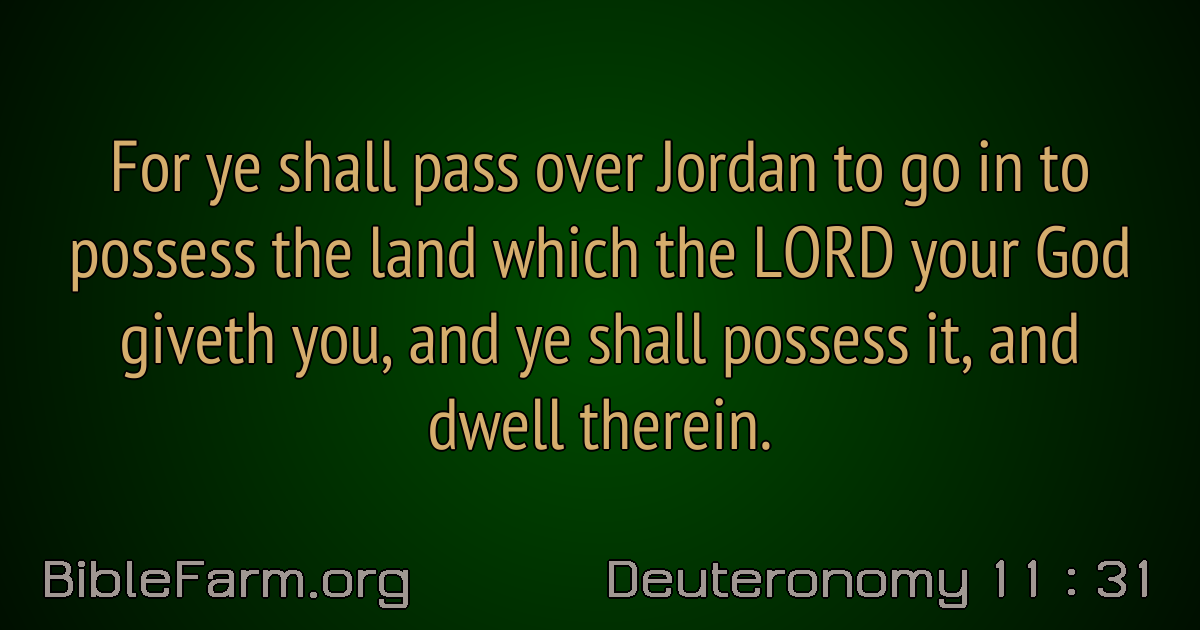 For ye shall pass over Jordan to go in to
possess the land which the LORD your God
giveth you, and ye shall possess it, and
dwell therein.
BibleFarm.org
Deuteronomy 11 : 31